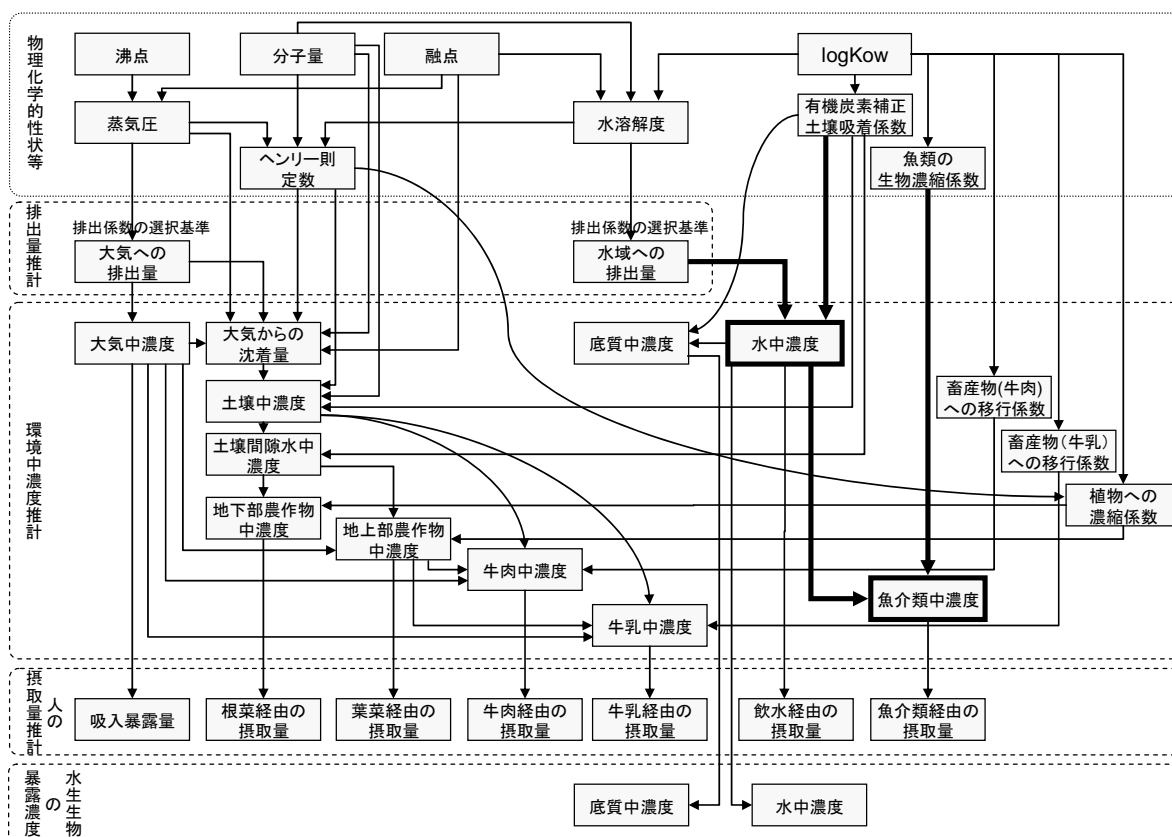 物理化学的性状等
沸点
分子量
融点
logKow
蒸気圧
水溶解度
有機炭素補正
土壌吸着係数
ヘンリー則
定数
魚類の
生物濃縮係数
排出量推計
排出係数の選択基準
大気への
排出量
排出係数の選択基準
水域への
排出量
環境中濃度推計
大気中濃度
大気からの
沈着量
底質中濃度
水中濃度
土壌中濃度
畜産物(牛肉)
への移行係数
土壌間隙水中
濃度
畜産物(牛乳)
への移行係数
地下部農作物
中濃度
植物への
濃縮係数
地上部農作物
中濃度
牛肉中濃度
魚介類中濃度
牛乳中濃度
人の
摂取量推計
吸入暴露量
根菜経由の
摂取量
葉菜経由の
摂取量
牛肉経由の
摂取量
牛乳経由の
摂取量
飲水経由の
摂取量
魚介類経由の
摂取量
水生生物
の
暴露濃度
底質中濃度
水中濃度